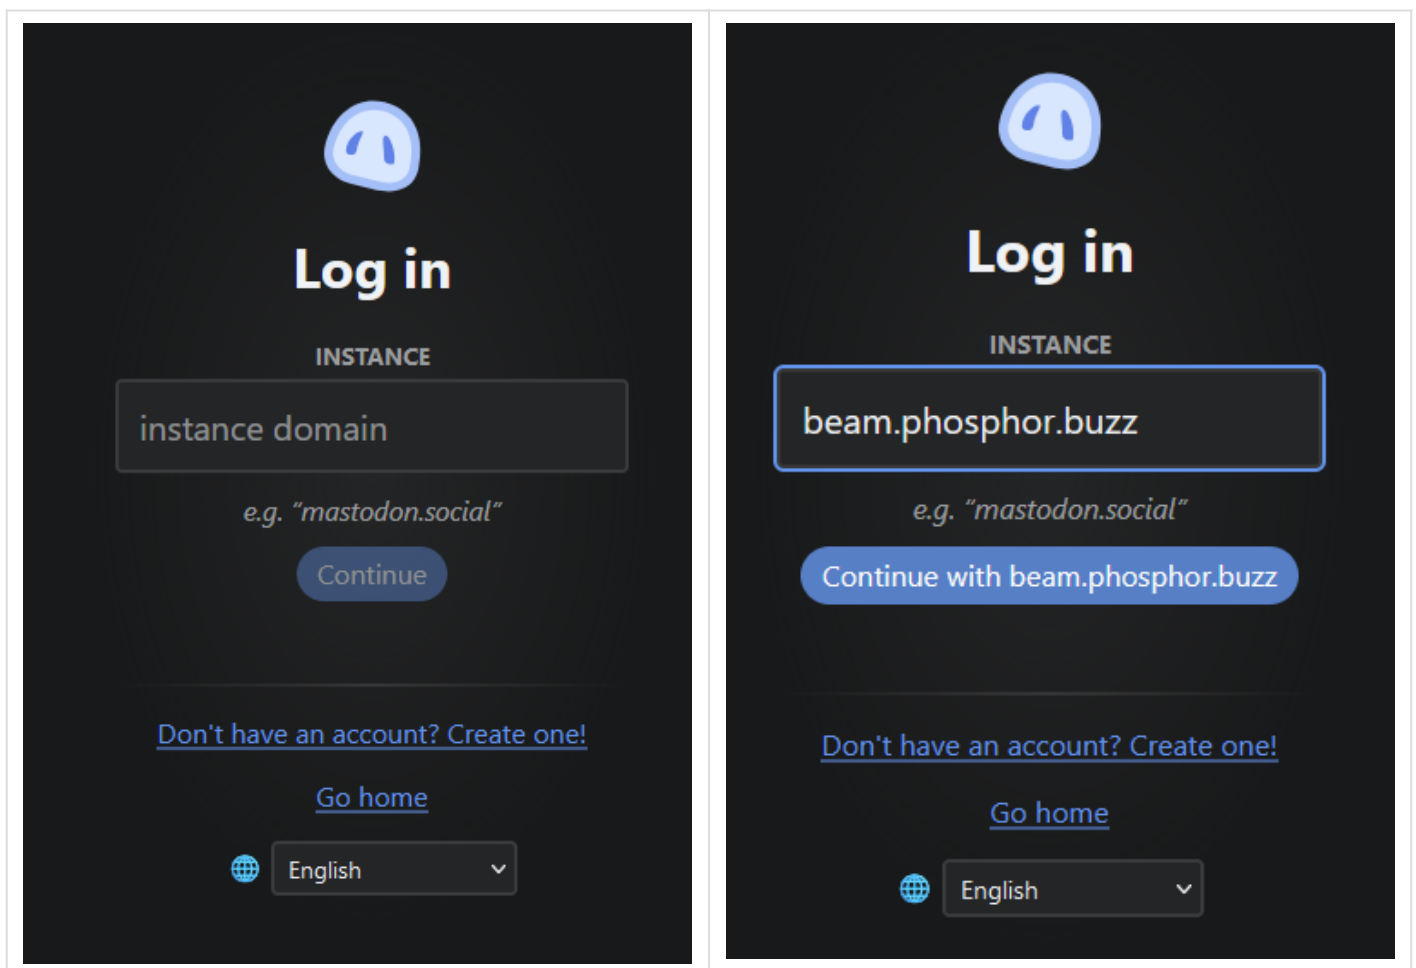 Log in
INSTANCE
instance domain
e.g. “mastodon.social”
Continue
Don't have an account? Create one!
Go home
English
Log in
INSTANCE
beam.phosphor.buzz
e.g. “mastodon.social”
Continue with beam.phosphor.buzz
Don't have an account? Create one!
Go home
English